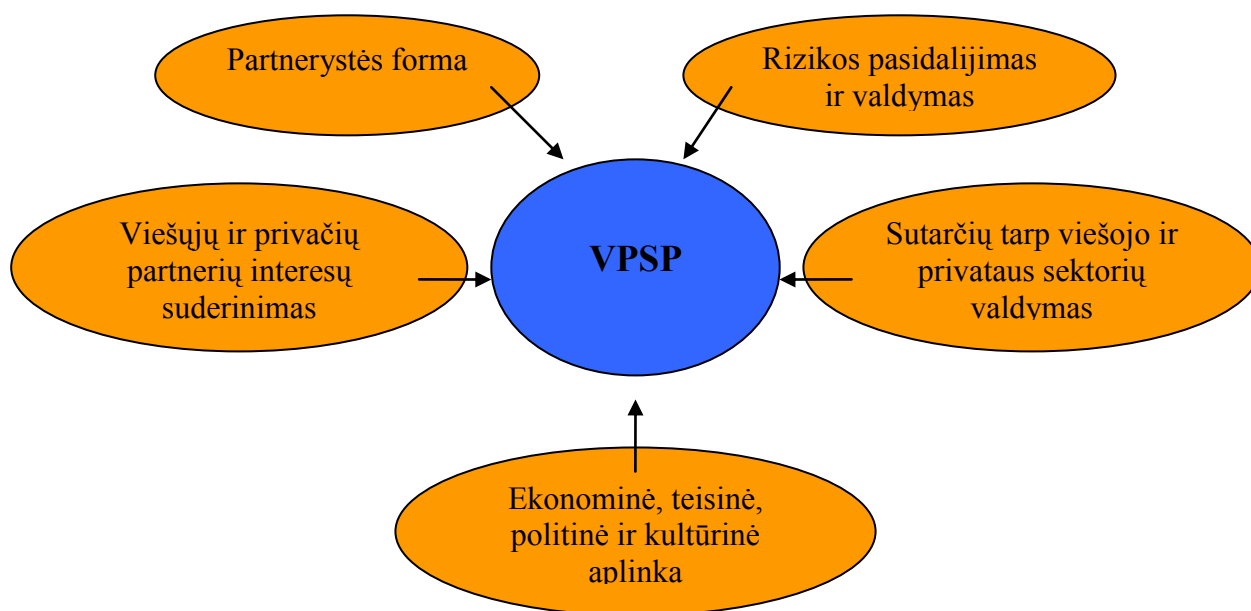 Partnerystės forma
Rizikos pasidalijimas
ir valdymas
Viešųjų ir privačių
partnerių interesų
suderinimas
VPSP
Sutarčių tarp viešojo ir
privataus sektorių
valdymas
Ekonominė, teisinė,
politinė ir kultūrinė
aplinka